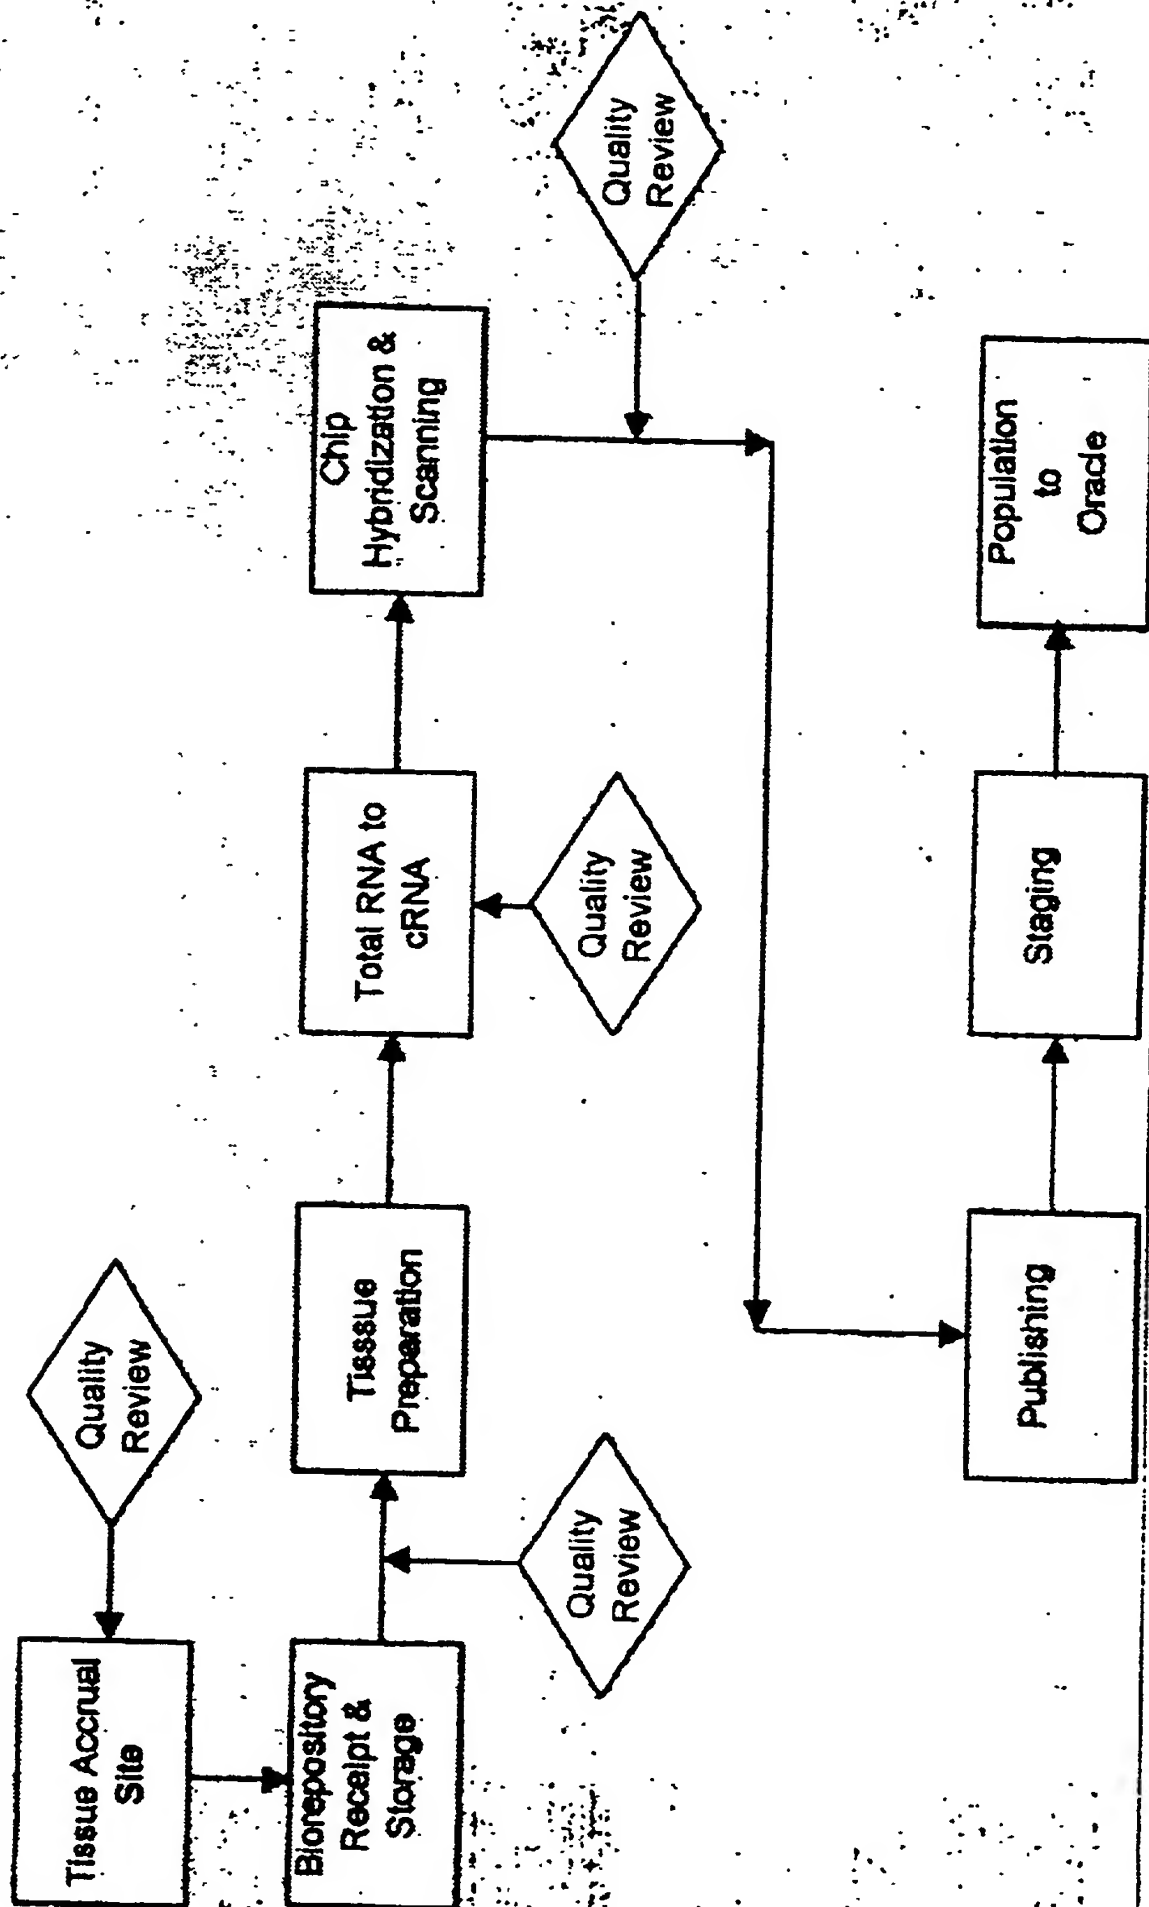 Tissue Accrual
Site
Quality
Review
Biorepository
Receipt &
Storage
Quality
Review
Tissue
Preparation
Total RNA to
cRNA
Quality
Review
Chip
Hybridization &
Scanning
Quality
Review
Publishing
Staging
Population
to
Oracle